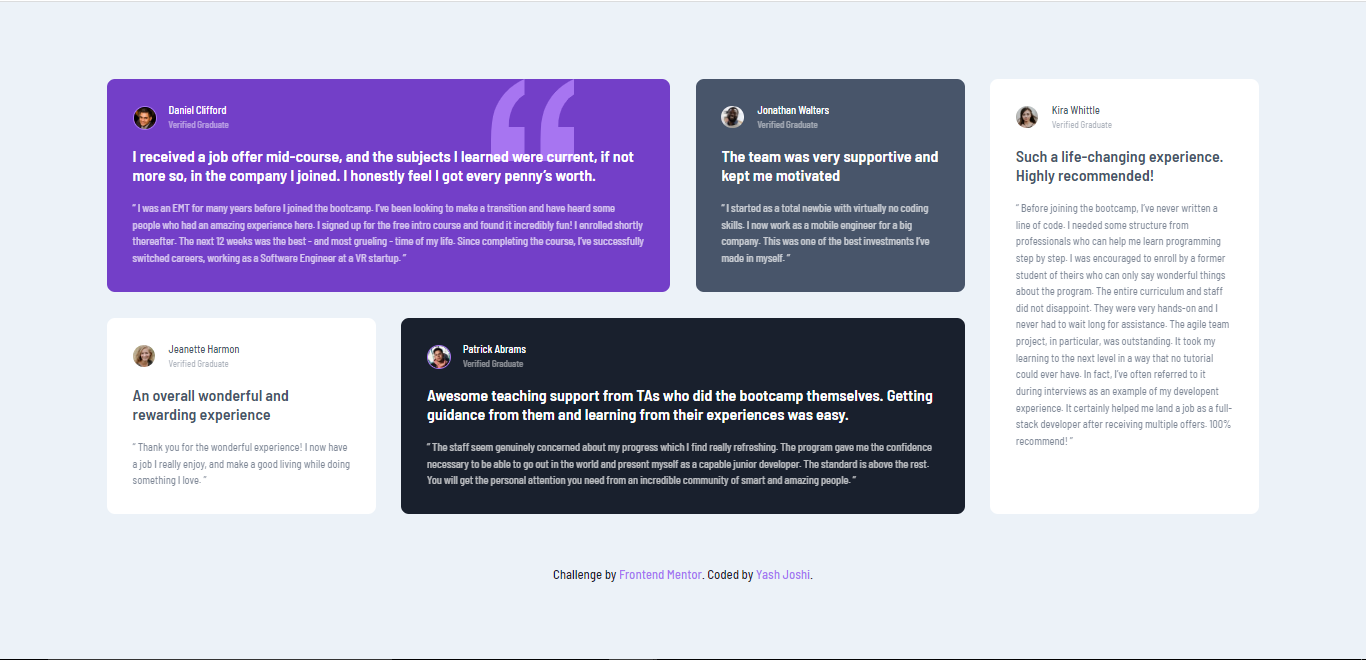 Daniel Clifford
Verified Graduate
I received a job offer mid-course, and the subjects I learned were current, if not
more so, in the company I joined. I honestly feel I got every penny’s worth.
“ I was an EMT for many years before I joined the bootcamp. I’ve been looking to make a transition and have heard some
people who had an amazing experience here. I signed up for the free intro course and found it incredibly fun! I enrolled shortly
thereafter. The next 12 weeks was the best - and most grueling - time of my life. Since completing the course, I’ve successfully
switched careers, working as a Software Engineer at a VR startup. ”
Jonathan Walters
Verified Graduate
The team was very supportive and
kept me motivated
“ I started as a total newbie with virtually no coding
skills. I now work as a mobile engineer for a big
company. This was one of the best investments I’ve
made in myself. ”
Kira Whittle
Verified Graduate
Such a life-changing experience.
Highly recommended!
“ Before joining the bootcamp, I’ve never written a
line of code. I needed some structure from
professionals who can help me learn programming
step by step. I was encouraged to enroll by a former
student of theirs who can only say wonderful things
about the program. The entire curriculum and staff
did not disappoint. They were very hands-on and I
never had to wait long for assistance. The agile team
project, in particular, was outstanding. It took my
learning to the next level in a way that no tutorial
could ever have. In fact, I’ve often referred to it
during interviews as an example of my developent
experience. It certainly helped me land a job as a full-
stack developer after receiving multiple offers. 100%
recommend! ”
Jeanette Harmon
Verified Graduate
An overall wonderful and
rewarding experience
“ Thank you for the wonderful experience! I now have
a job I really enjoy, and make a good living while doing
something I love. ”
Patrick Abrams
Verified Graduate
Awesome teaching support from TAs who did the bootcamp themselves. Getting
guidance from them and learning from their experiences was easy.
“ The staff seem genuinely concerned about my progress which I find really refreshing. The program gave me the confidence
necessary to be able to go out in the world and present myself as a capable junior developer. The standard is above the rest.
You will get the personal attention you need from an incredible community of smart and amazing people. ”
Challenge by Frontend Mentor. Coded by Yash Joshi.